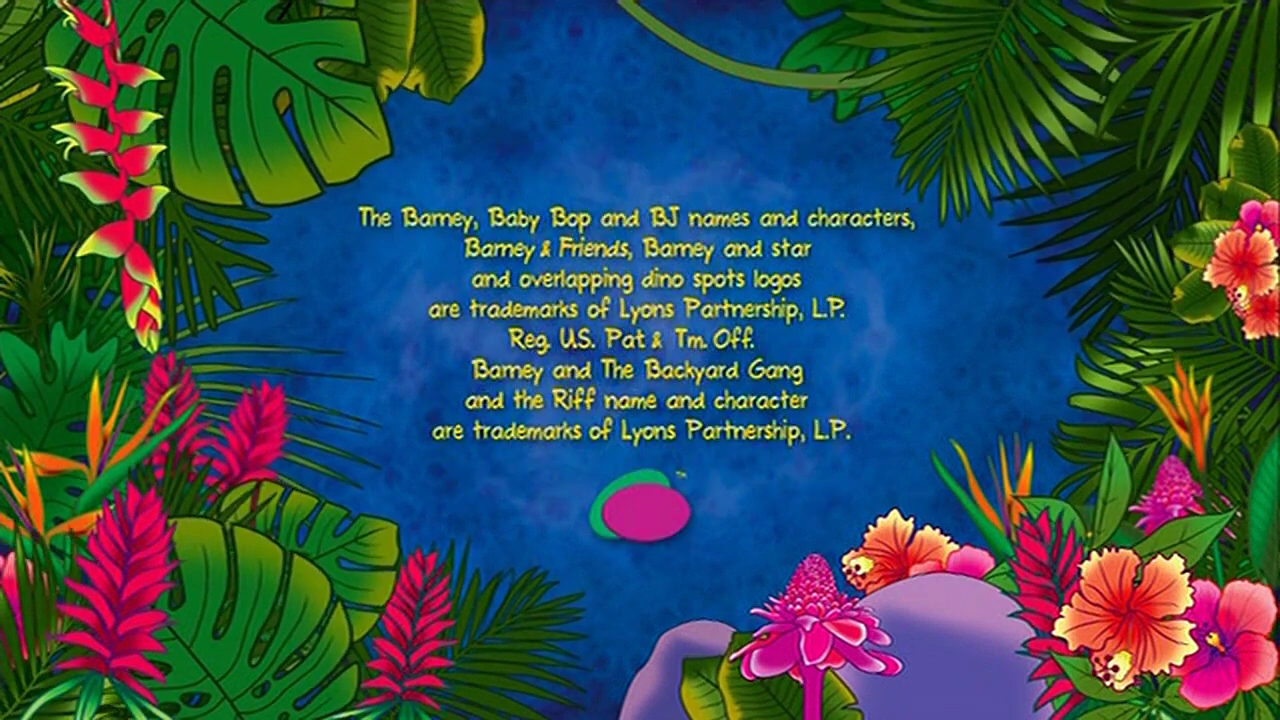 The Barney, Baby Bop and BJ names and characters,
Barney & Friends, Barney and star
and overlapping dino spots logos
are trademarks of Lyons Partnership, L.P.
Reg. U.S. Pat & Tm. Off.
Barney and The Backyard Gang
and the Riff name and character
are trademarks of Lyons Partnership, L.P.
™